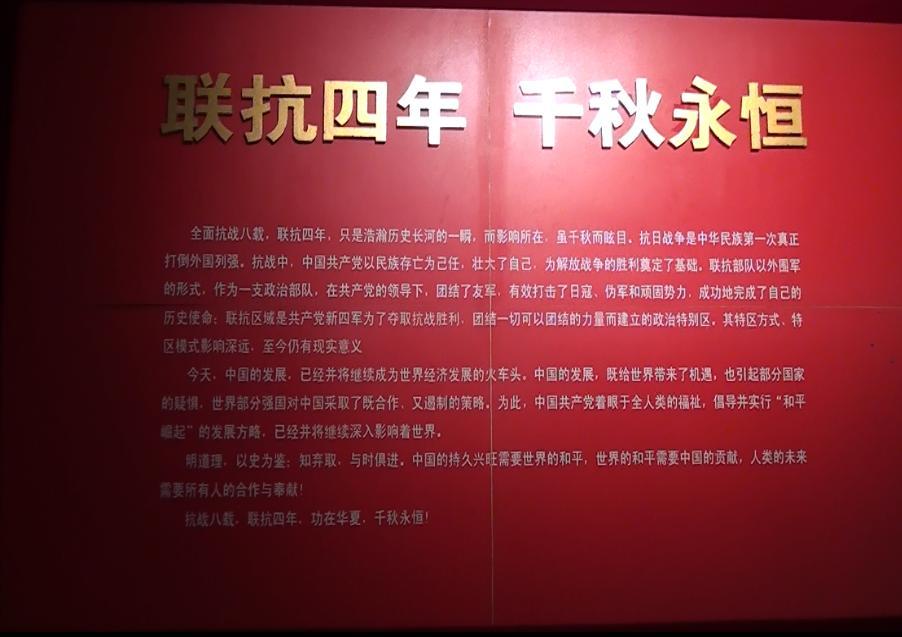 联抗四年 千秋永恒
全面抗战八载，联抗四年，只是浩瀚历史长河的一瞬，而影响所在，虽千秋而眩目。抗日战争是中华民族第一次真正
打倒外国列强。抗战中，中国共产党以民族存亡为己任，壮大了自己，为解放战争的胜利奠定了基础。联抗部队以外围军
的形式，作为一支政治部队，在共产党的领导下，团结了友军，有效打击了日寇、伪军和顽固势力，成功地完成了自己的
历史使命；联抗区域是共产党新四军为了夺取抗战胜利，团结一切可以团结的力量而建立的政治特别区。其特区方式、特
区模式影响深远，至今仍有现实意义
今天，中国的发展，已经并将继续成为世界经济发展的火车头。中国的发展，既给世界带来了机遇，也引起部分国家
的疑惧，世界部分强国对中国采取了既合作、又遏制的策略。为此，中国共产党着眼于全人类的福祉，倡导并实行“和平
崛起”的发展方略，已经并将继续深入影响着世界。
明道理，以史为鉴；知弃取，与时俱进。中国的持久兴旺需要世界的和平，世界的和平需要中国的贡献，人类的未来
需要所有人的合作与奉献！
抗战八载，联抗四年，功在华夏，千秋永恒！